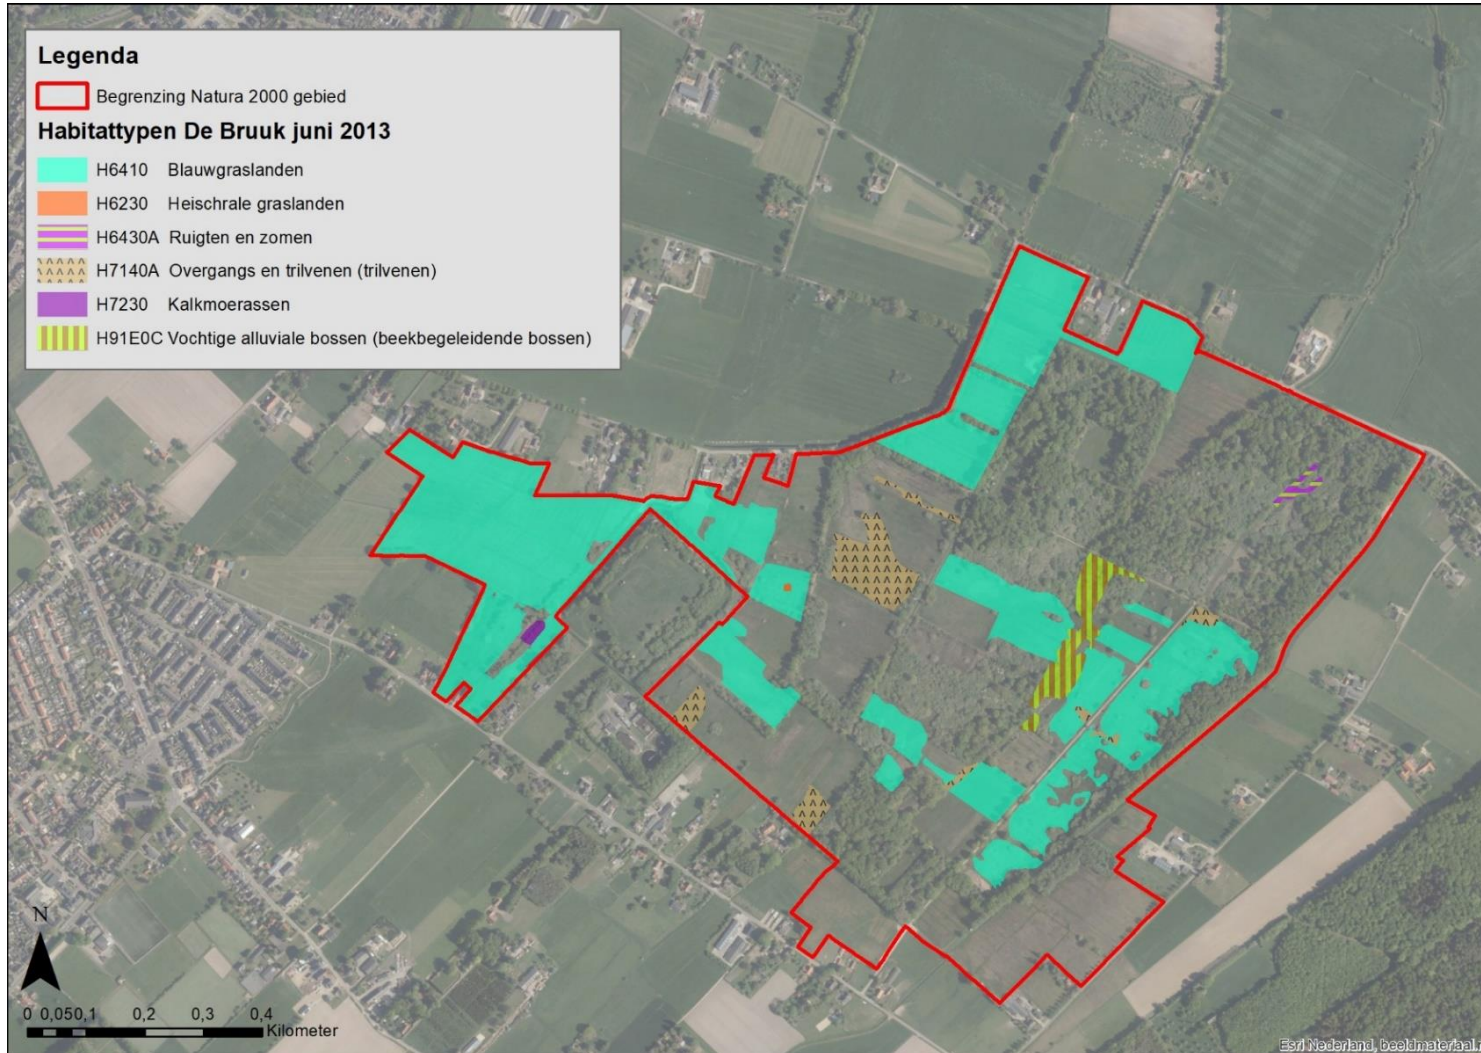 Legenda
Begrenzing Natura 2000 gebied
Habitattypen De Bruuk juni 2013
H6410 Blauwgraslanden
H6230 Heischrale graslanden
H6430A Ruigten en zomen
H7140A Overgangs en trilvenen (trilvenen)
H7230 Kalkmoerassen
H91E0C Vochtige alluviale bossen (beekbegeleidende bossen)
N
0 0,050,1 0,2 0,3 0,4
Kilometer
Esri Nederland, beeldmateriaal.n